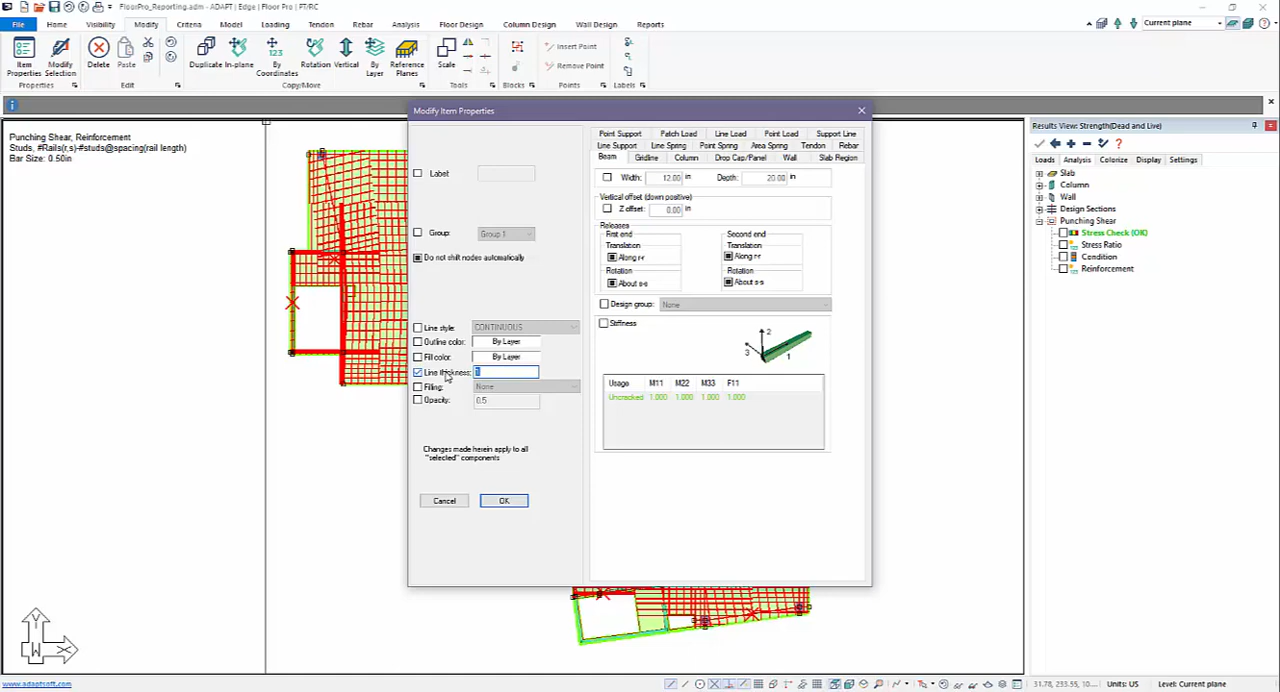 FloorPro_Reporting.adm - ADAPT | Edge | Floor Pro | PT/RC
File Home Visibility Modify Criteria Model Loading Tendon Rebar Analysis Floor Design Column Design Wall Design Reports
Current plane
Item Properties
Modify Selection
Delete
Paste
Duplicate
In-plane
By Coordinates
Rotation
Vertical
By Layer
Reference Planes
Scale
Insert Point
Remove Point
Properties Edit Copy/Move Tools Blocks Points Labels
Punching Shear, Reinforcement
Studs, #Rails(r,s)-#studs@spacing(rail length)
Bar Size: 0.50in
Modify Item Properties
Label:
Group: Group 1
Do not shift nodes automatically
Line style: CONTINUOUS
Outline color: By Layer
Fill color: By Layer
Line thickness: 1
Filling: None
Opacity: 0.5
Changes made herein apply to all
"selected" components
Cancel OK
Point Support Patch Load Line Load Point Load Support Line
Line Support Line Spring Point Spring Area Spring Tendon Rebar
Beam Gridline Column Drop Cap/Panel Wall Slab Region
Width: 12.00 in Depth: 20.00 in
Vertical offset (down positive)
Z offset: 0.00 in
Releases
First end Second end
Translation Translation
Along r-r Along r-r
Rotation Rotation
About s-s About s-s
Design group: None
Stiffness
2
3 1
Usage M11 M22 M33 F11
Uncracked 1.000 1.000 1.000 1.000
Results View: Strength(Dead and Live)
Loads Analysis Colorize Display Settings
Slab
Column
Wall
Design Sections
Punching Shear
Stress Check (OK)
Stress Ratio
Condition
Reinforcement
Y
W X
www.adaptsoft.com
31.78, 233.55, 10... Units: US Level: Current plane